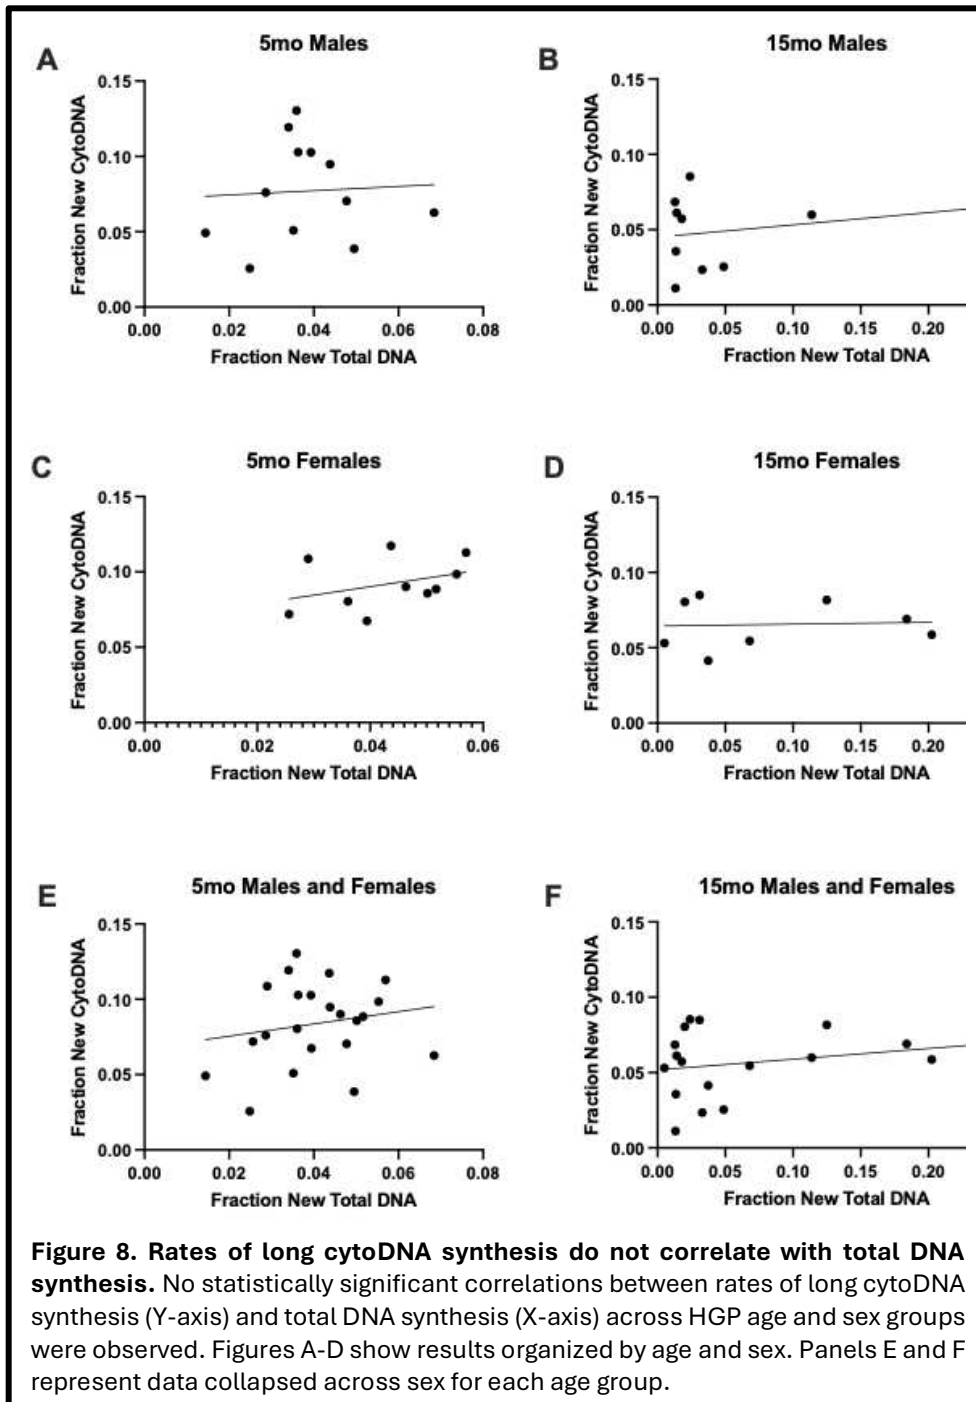 A
5mo Males
Fraction New CytoDNA
0.15
0.10
0.05
0.00
0.00 0.02 0.04 0.06 0.08
Fraction New Total DNA
B
15mo Males
Fraction New CytoDNA
0.15
0.10
0.05
0.00
0.00 0.05 0.10 0.15 0.20
Fraction New Total DNA
C
5mo Females
Fraction New CytoDNA
0.15
0.10
0.05
0.00
0.00 0.02 0.04 0.06
Fraction New Total DNA
D
15mo Females
Fraction New CytoDNA
0.15
0.10
0.05
0.00
0.00 0.05 0.10 0.15 0.20
Fraction New Total DNA
E
5mo Males and Females
Fraction New CytoDNA
0.15
0.10
0.05
0.00
0.00 0.02 0.04 0.06 0.08
Fraction New Total DNA
F
15mo Males and Females
Fraction New CytoDNA
0.15
0.10
0.05
0.00
0.00 0.05 0.10 0.15 0.20
Fraction New Total DNA
Figure 8. Rates of long cytoDNA synthesis do not correlate with total DNA
synthesis. No statistically significant correlations between rates of long cytoDNA
synthesis (Y-axis) and total DNA synthesis (X-axis) across HGP age and sex groups
were observed. Figures A-D show results organized by age and sex. Panels E and F
represent data collapsed across sex for each age group.